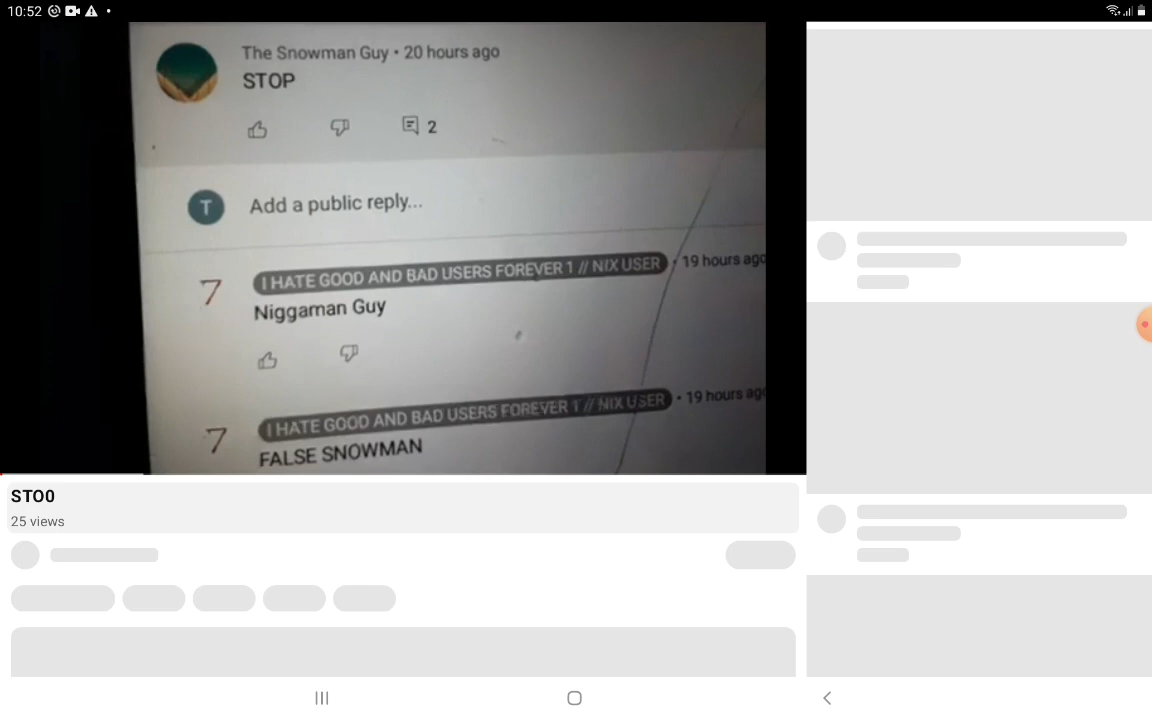 10:52
The Snowman Guy • 20 hours ago
STOP
2
T
Add a public reply...
7
I HATE GOOD AND BAD USERS FOREVER 1 // NIX USER • 19 hours ago
Niggaman Guy
7
I HATE GOOD AND BAD USERS FOREVER 1 // NIX USER • 19 hours ago
FALSE SNOWMAN
STO0
25 views